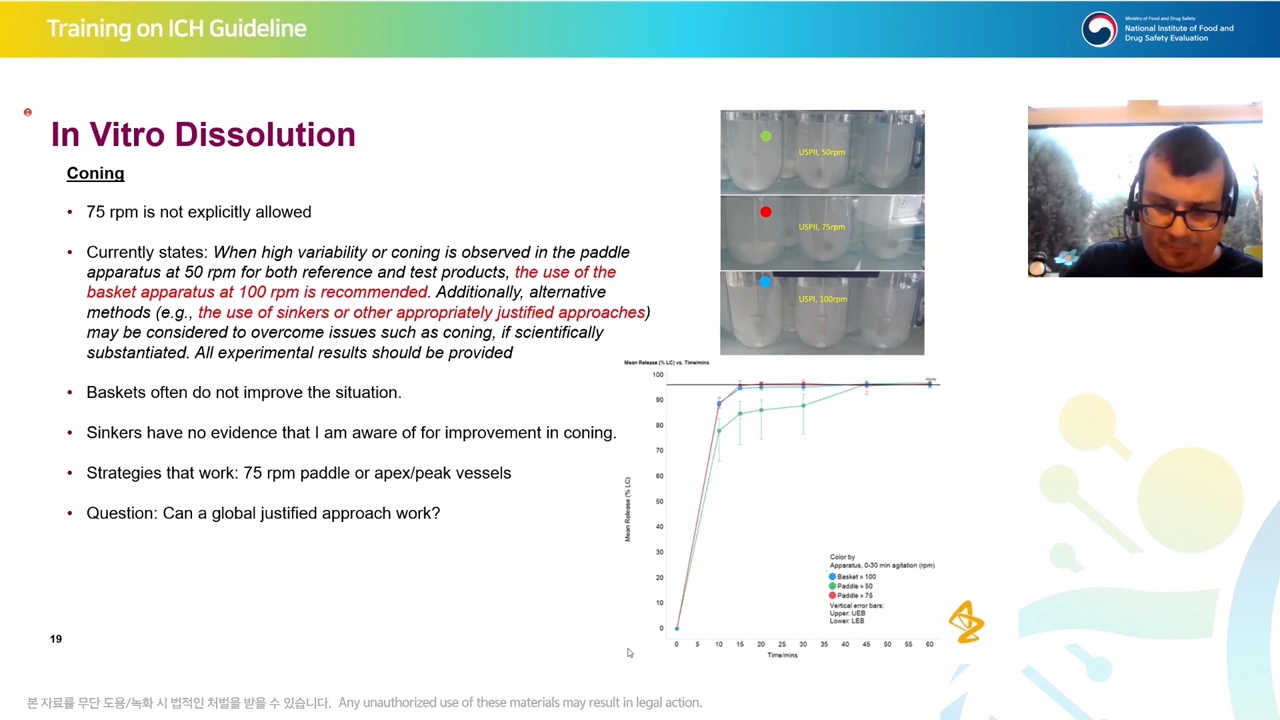 Training on ICH Guideline
Ministry of Food and Drug Safety
National Institute of Food and
Drug Safety Evaluation
In Vitro Dissolution
Coning
• 75 rpm is not explicitly allowed
• Currently states: When high variability or coning is observed in the paddle
apparatus at 50 rpm for both reference and test products, the use of the
basket apparatus at 100 rpm is recommended. Additionally, alternative
methods (e.g., the use of sinkers or other appropriately justified approaches)
may be considered to overcome issues such as coning, if scientifically
substantiated. All experimental results should be provided
• Baskets often do not improve the situation.
• Sinkers have no evidence that I am aware of for improvement in coning.
• Strategies that work: 75 rpm paddle or apex/peak vessels
• Question: Can a global justified approach work?
19
USPII, 50rpm
USPII, 75rpm
USPI, 100rpm
Mean Release (% LC) vs. Time/mins
100
90
80
70
60
50
40
30
20
10
0
Mean Release (% LC)
0 5 10 15 20 25 30 35 40 45 50 55 60
Time/mins
Color by
Apparatus, 0-30 min agitation (rpm)
Basket » 100
Paddle » 50
Paddle » 75
Vertical error bars:
Upper: UEB
Lower: LEB
본 자료를 무단 도용/녹화 시 법적인 처벌을 받을 수 있습니다. Any unauthorized use of these materials may result in legal action.